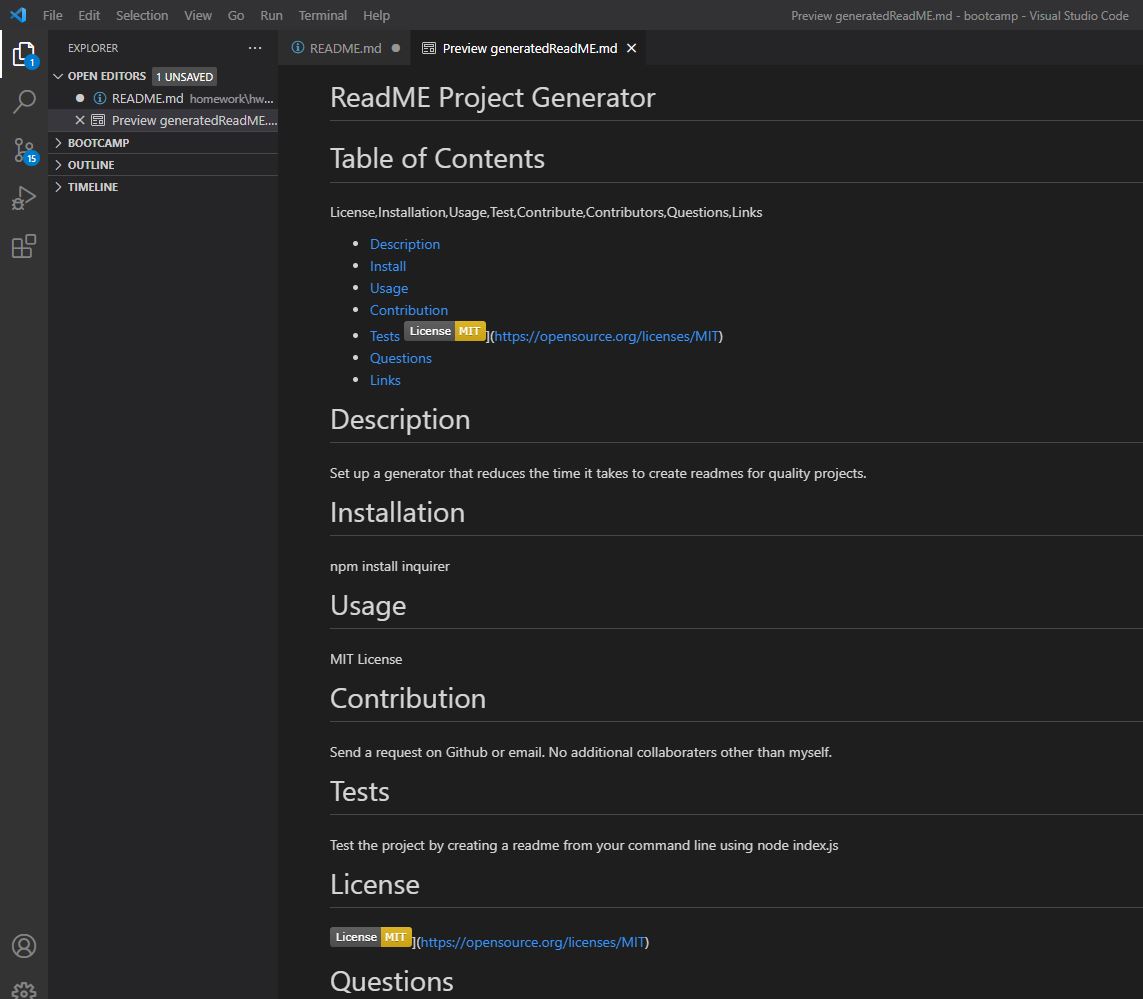 File Edit Selection View Go Run Terminal Help Preview generatedReadME.md - bootcamp - Visual Studio Code
EXPLORER ···
README.md
Preview generatedReadME.md
OPEN EDITORS 1 UNSAVED
README.md homework\hw...
Preview generatedReadME....
BOOTCAMP
OUTLINE
TIMELINE
1
15
ReadME Project Generator
Table of Contents
License,Installation,Usage,Test,Contribute,Contributors,Questions,Links
• Description
• Install
• Usage
• Contribution
• Tests License MIT](https://opensource.org/licenses/MIT)
• Questions
• Links
Description
Set up a generator that reduces the time it takes to create readmes for quality projects.
Installation
npm install inquirer
Usage
MIT License
Contribution
Send a request on Github or email. No additional collaboraters other than myself.
Tests
Test the project by creating a readme from your command line using node index.js
License
License MIT](https://opensource.org/licenses/MIT)
Questions